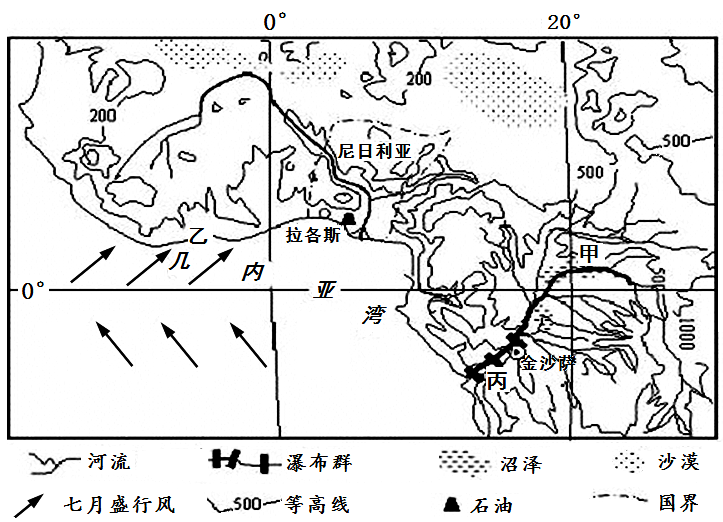 0° 20°
200
200
尼日利亚
500
500
500
乙
拉各斯
甲
几
内
0°
亚
湾
500
1000
金沙萨
丙
河流 瀑布群 沼泽 沙漠
七月盛行风 500 等高线 石油 国界